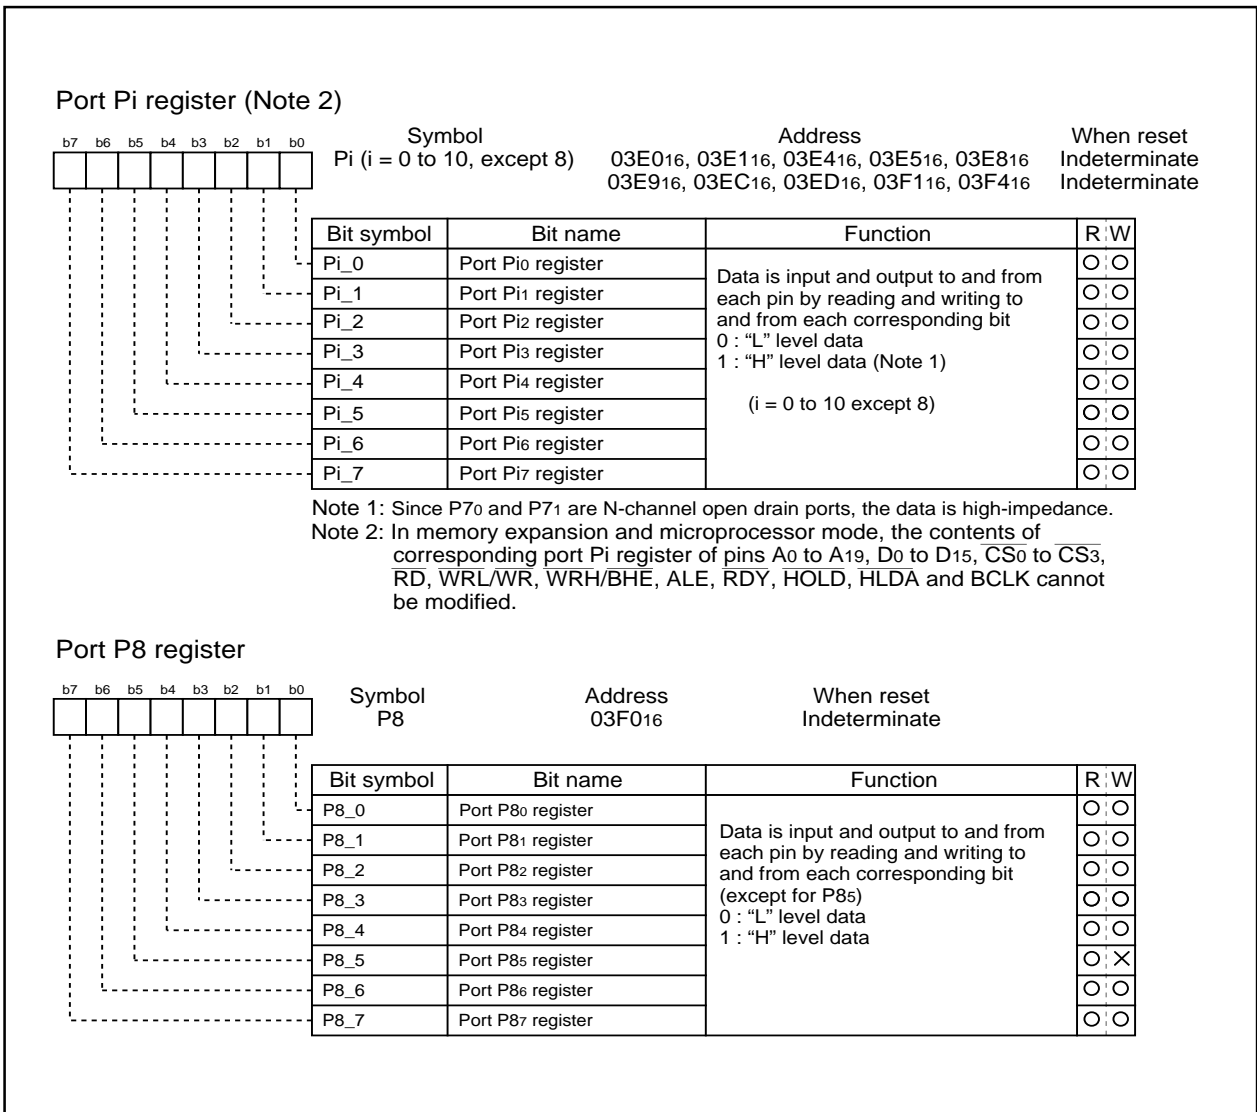 Port Pi register (Note 2)
b7 b6 b5 b4 b3 b2 b1 b0
Symbol Address When reset
Pi (i = 0 to 10, except 8) 03E016, 03E116, 03E416, 03E516, 03E816 Indeterminate
03E916, 03EC16, 03ED16, 03F116, 03F416 Indeterminate
Bit symbol Bit name Function R W
Pi_0 Port Pi0 register
Pi_1 Port Pi1 register
Pi_2 Port Pi2 register
Pi_3 Port Pi3 register
Pi_4 Port Pi4 register
Pi_5 Port Pi5 register
Pi_6 Port Pi6 register
Pi_7 Port Pi7 register
Data is input and output to and from
each pin by reading and writing to
and from each corresponding bit
0 : “L” level data
1 : “H” level data (Note 1)
(i = 0 to 10 except 8)
Note 1: Since P70 and P71 are N-channel open drain ports, the data is high-impedance.
Note 2: In memory expansion and microprocessor mode, the contents of
corresponding port Pi register of pins A0 to A19, D0 to D15, CS0 to CS3,
RD, WRL/WR, WRH/BHE, ALE, RDY, HOLD, HLDA and BCLK cannot
be modified.
Port P8 register
b7 b6 b5 b4 b3 b2 b1 b0
Symbol Address When reset
P8 03F016 Indeterminate
Bit symbol Bit name Function R W
P8_0 Port P80 register
P8_1 Port P81 register
P8_2 Port P82 register
P8_3 Port P83 register
P8_4 Port P84 register
P8_5 Port P85 register
P8_6 Port P86 register
P8_7 Port P87 register
Data is input and output to and from
each pin by reading and writing to
and from each corresponding bit
(except for P85)
0 : “L” level data
1 : “H” level data